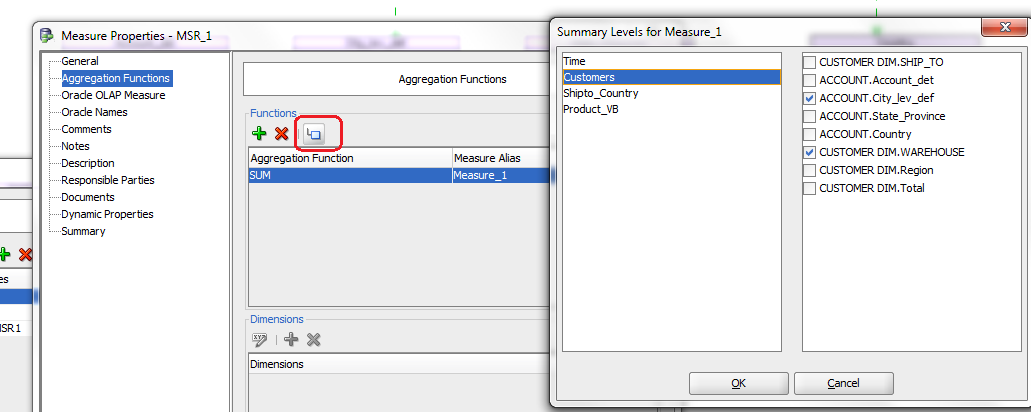 Measure Properties - MSR_1
General
Aggregation Functions
Oracle OLAP Measure
Oracle Names
Comments
Notes
Description
Responsible Parties
Documents
Dynamic Properties
Summary
Aggregation Functions
Functions
Aggregation Function
Measure Alias
SUM
Measure_1
Dimensions
Dimensions
Summary Levels for Measure_1
Time
Customers
Shipto_Country
Product_VB
CUSTOMER DIM.SHIP_TO
ACCOUNT.Account_det
ACCOUNT.City_lev_def
ACCOUNT.State_Province
ACCOUNT.Country
CUSTOMER DIM.WAREHOUSE
CUSTOMER DIM.Region
CUSTOMER DIM.Total
OK
Cancel